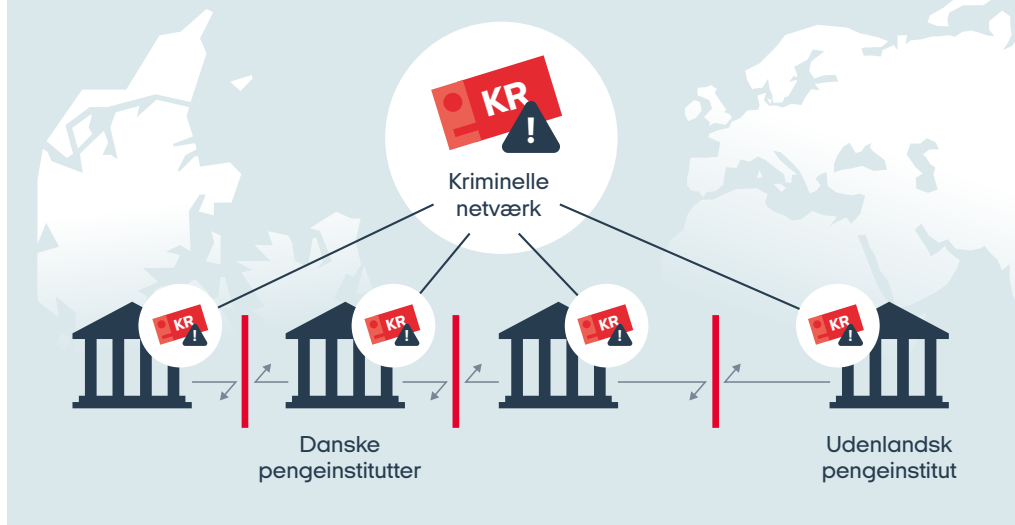 KR
!
Kriminelle
netværk
KR
!
KR
!
KR
!
KR
!
Danske
pengeinstitutter
Udenlandsk
pengeinstitut